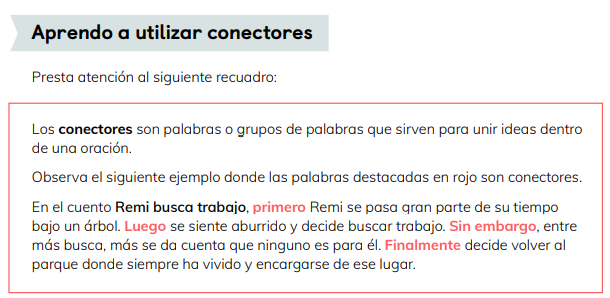 Aprendo a utilizar conectores
Presta atención al siguiente recuadro:
Los conectores son palabras o grupos de palabras que sirven para unir ideas dentro
de una oración.
Observa el siguiente ejemplo donde las palabras destacadas en rojo son conectores.
En el cuento Remi busca trabajo, primero Remi se pasa gran parte de su tiempo
bajo un árbol. Luego se siente aburrido y decide buscar trabajo. Sin embargo, entre
más busca, más se da cuenta que ninguno es para él. Finalmente decide volver al
parque donde siempre ha vivido y encargarse de ese lugar.